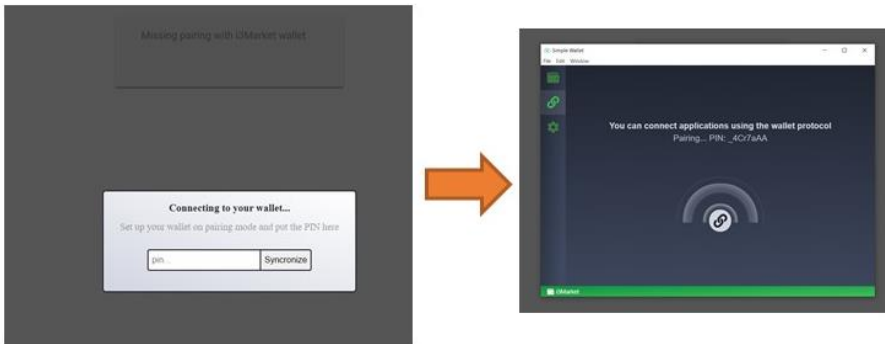 Missing pairing with i3Market wallet
Connecting to your wallet...
Set up your wallet on pairing mode and put the PIN here
pin...
Syncronize
Simple Wallet
File Edit Window
You can connect applications using the wallet protocol
Pairing... PIN: _4Cr7aAA
i3Market